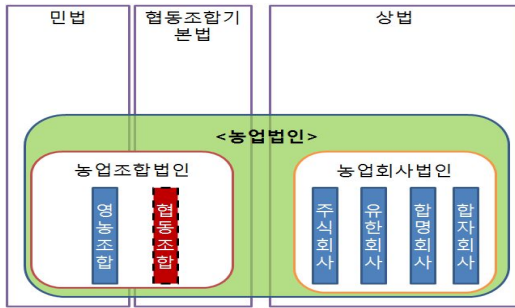 민법
협동조합기
본법
상법
<농업법인>
농업조합법인
농업회사법인
영농조합
협동조합
주식회사
유한회사
합명회사
합자회사